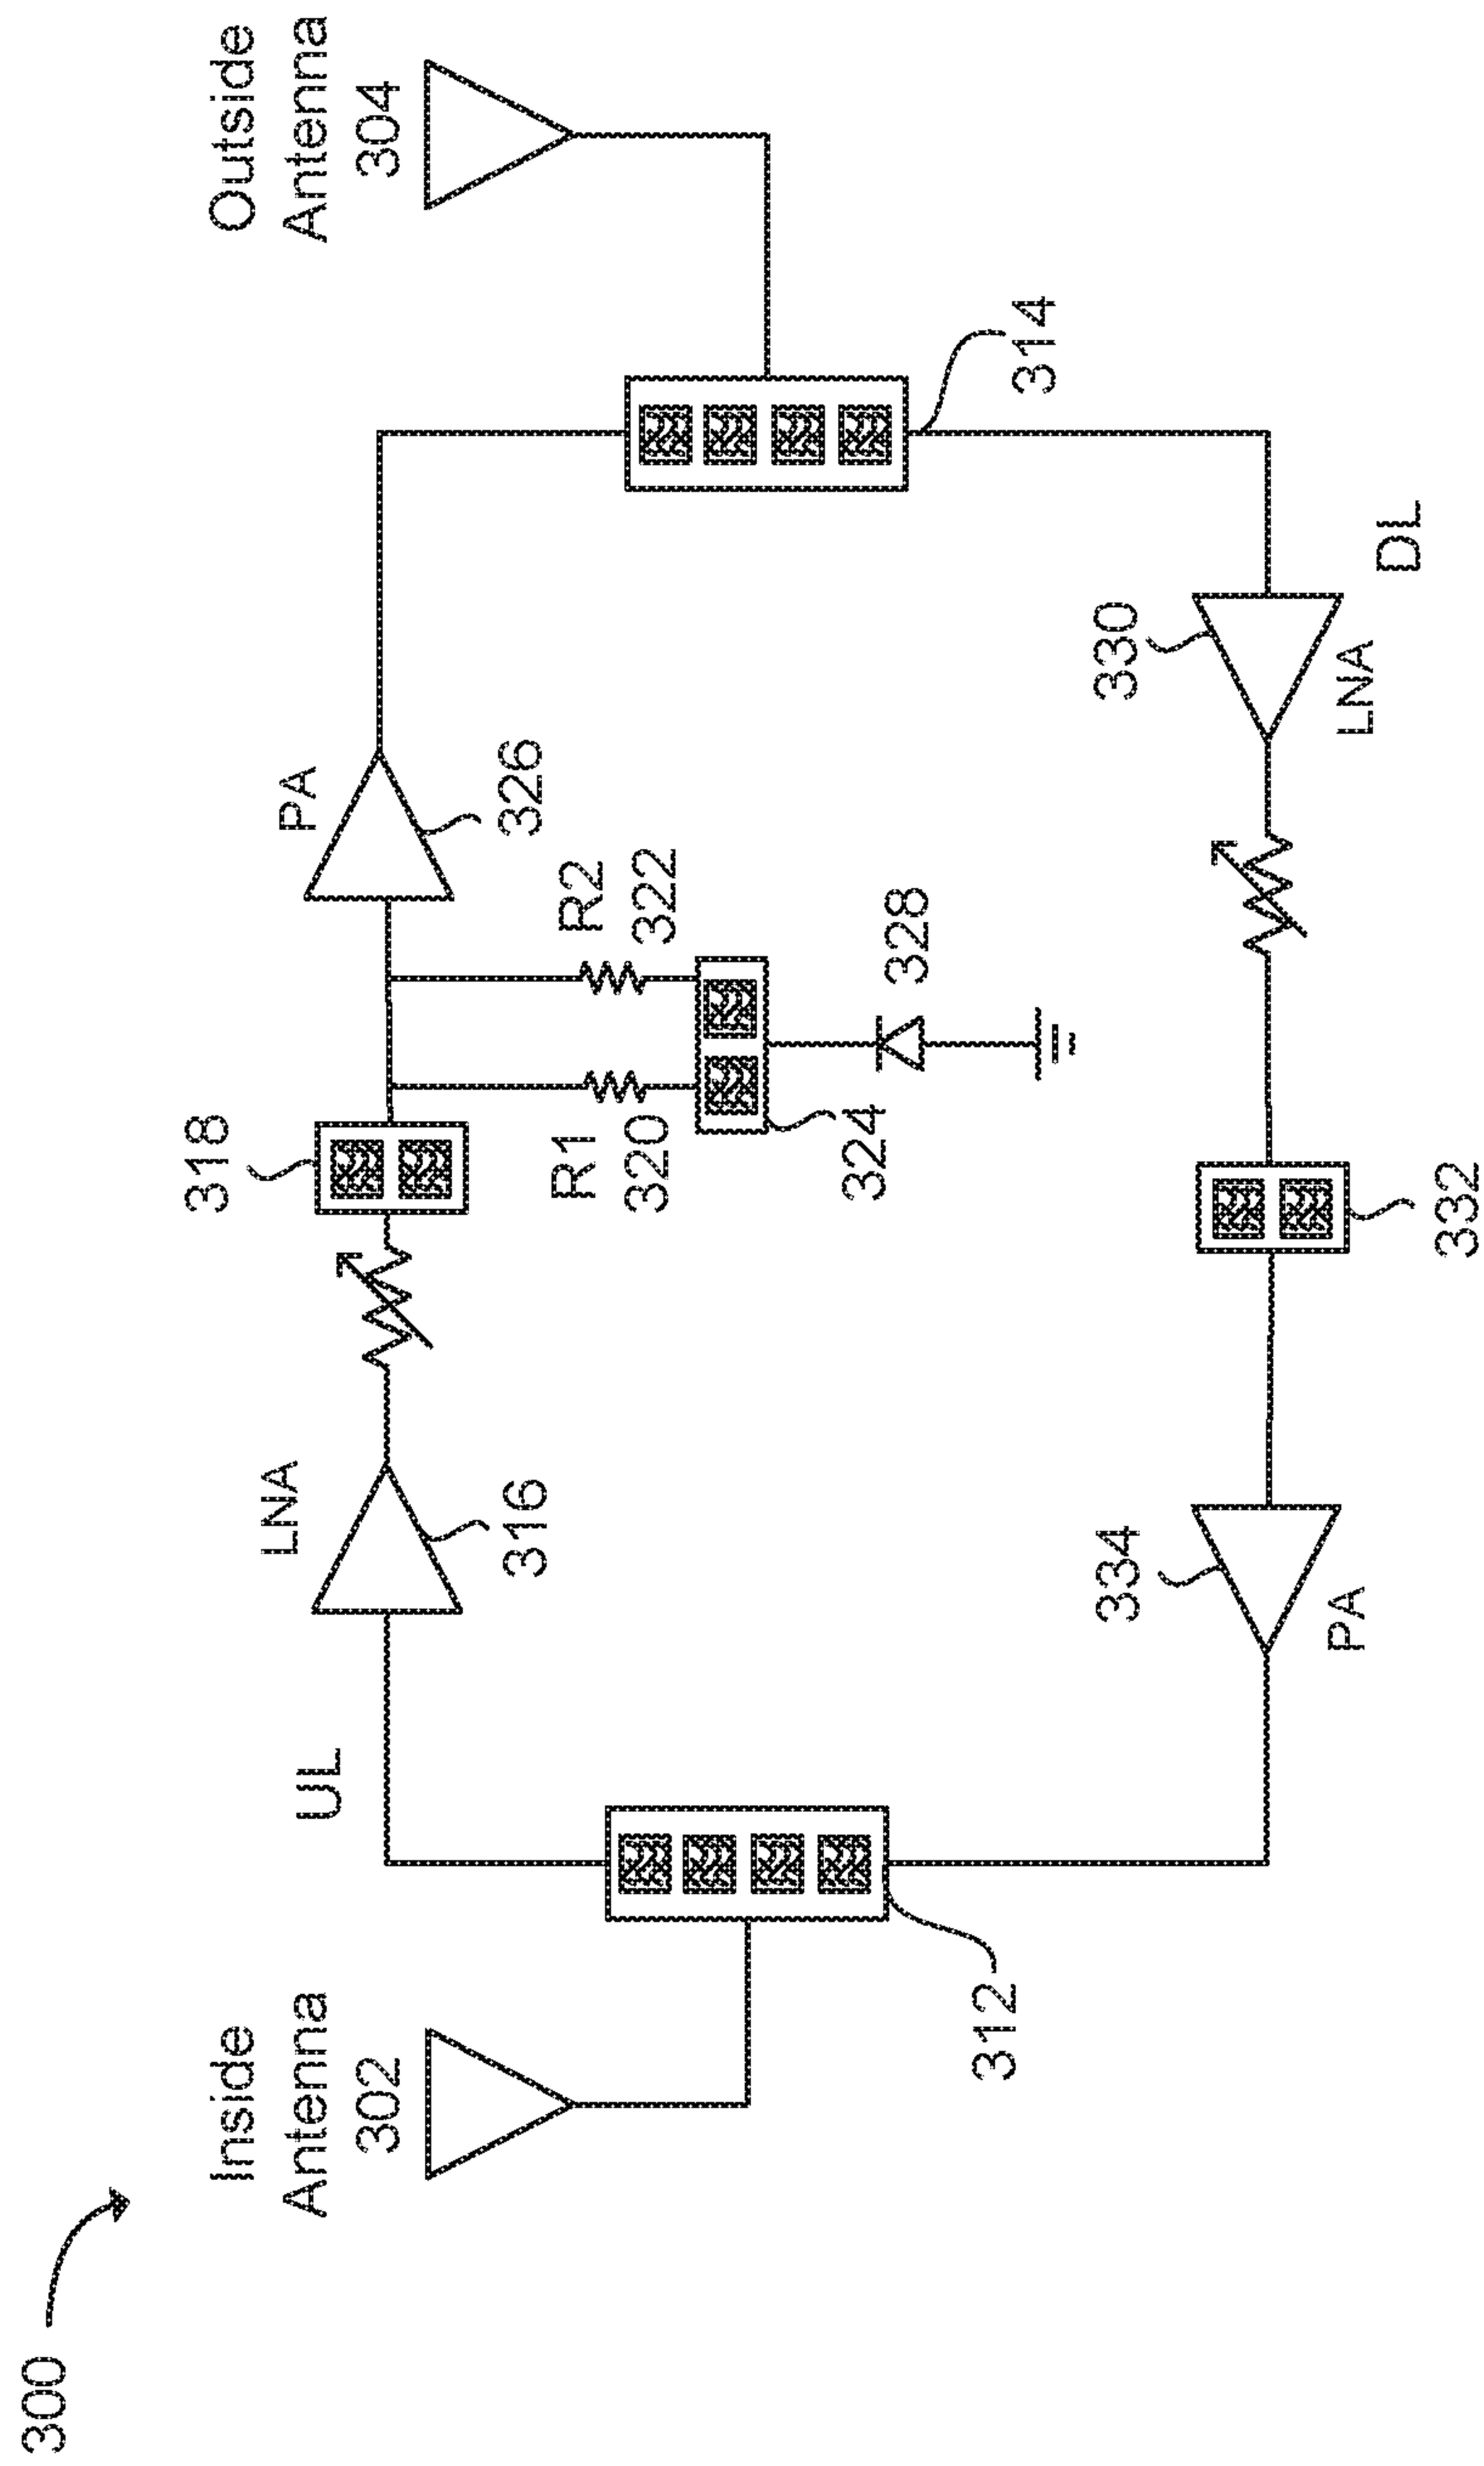 300
Inside
Antenna
302
312
UL
LNA
316
318
R1
320
R2
322
324
328
PA
326
Outside
Antenna
304
314
330
LNA
DL
332
334
PA